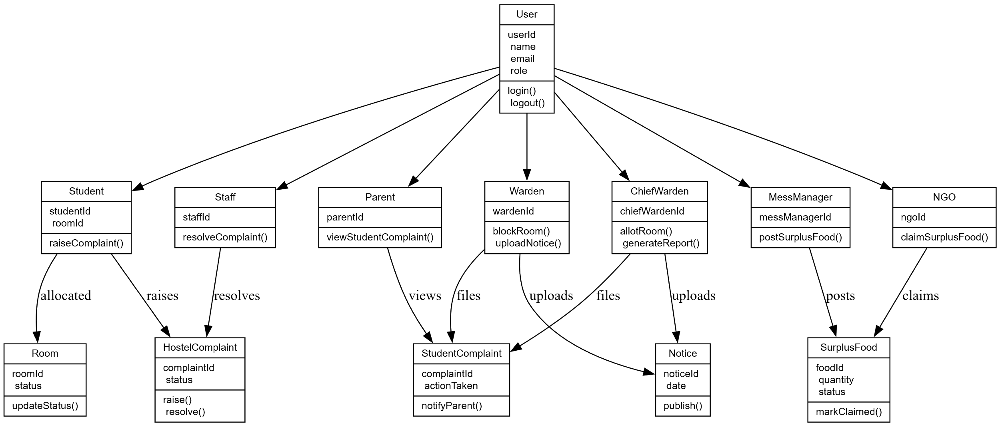 User
userId
name
email
role
login()
logout()
Student
studentId
roomId
raiseComplaint()
Staff
staffId
resolveComplaint()
Parent
parentId
viewStudentComplaint()
Warden
wardenId
blockRoom()
uploadNotice()
ChiefWarden
chiefWardenId
allotRoom()
generateReport()
MessManager
messManagerId
postSurplusFood()
NGO
ngoId
claimSurplusFood()
allocated
raises
resolves
views
files
uploads
files
uploads
posts
claims
Room
roomId
status
updateStatus()
HostelComplaint
complaintId
status
raise()
resolve()
StudentComplaint
complaintId
actionTaken
notifyParent()
Notice
noticeId
date
publish()
SurplusFood
foodId
quantity
status
markClaimed()